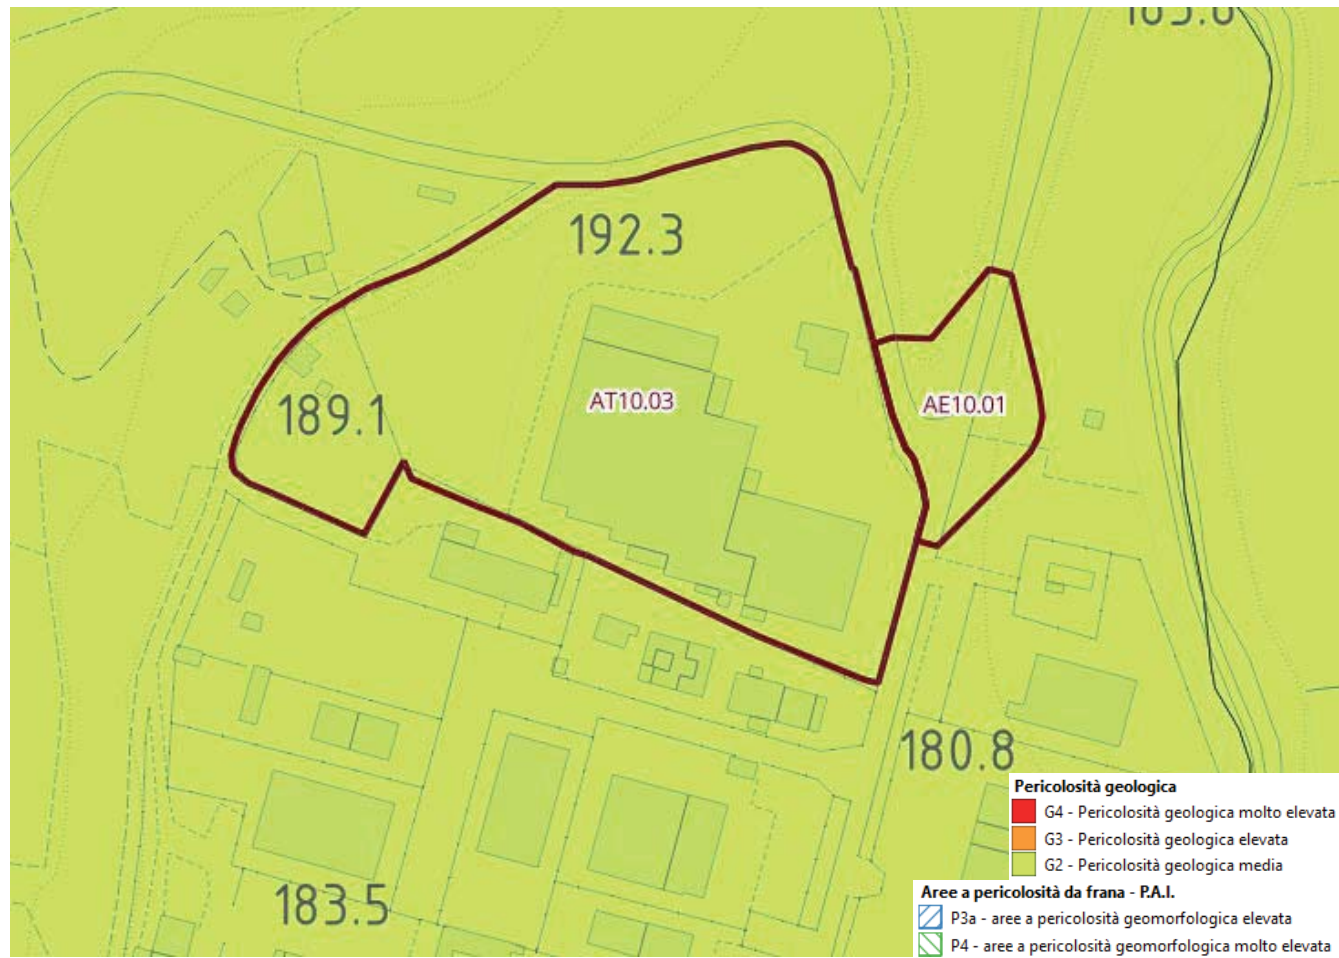 192.3
189.1
AT10.03
AE10.01
180.8
183.5
Pericolosità geologica
G4 - Pericolosità geologica molto elevata
G3 - Pericolosità geologica elevata
G2 - Pericolosità geologica media
Aree a pericolosità da frana - P.A.I.
P3a - aree a pericolosità geomorfologica elevata
P4 - aree a pericolosità geomorfologica molto elevata